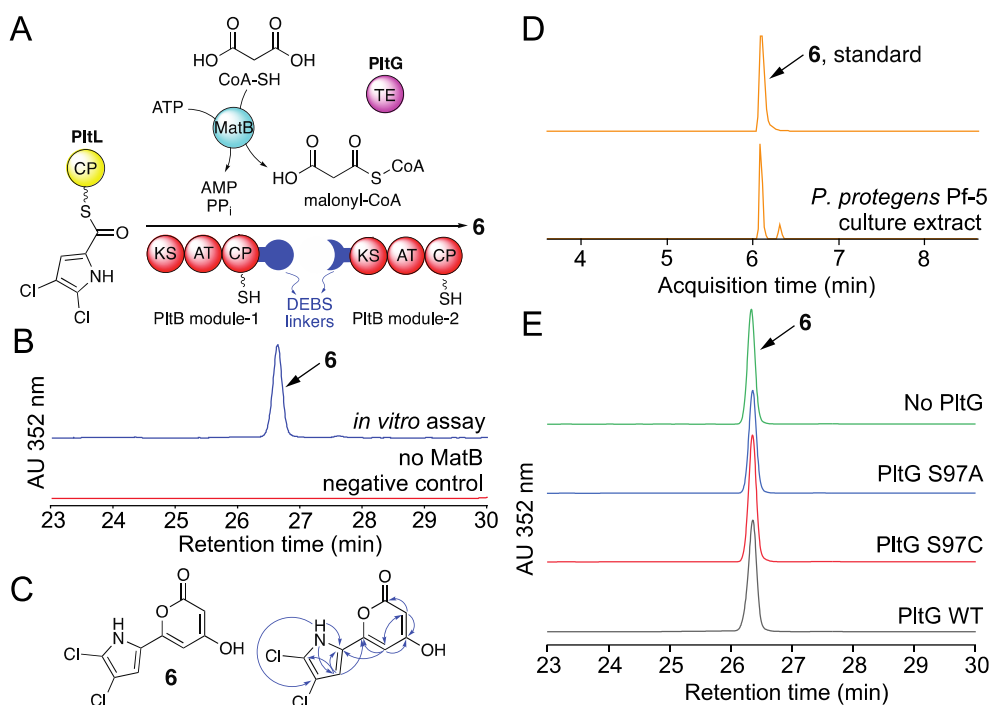 A
O
O
HO
OH
CoA-SH
ATP
MatB
AMP
PPi
PltG
TE
O
O
HO
S
CoA
malonyl-CoA
PltL
CP
S
O
NH
Cl
Cl
6
KS
AT
CP
SH
PltB module-1
DEBS
linkers
KS
AT
CP
SH
PltB module-2
B
AU 352 nm
6
in vitro assay
no MatB
negative control
23
24
25
26
27
28
29
30
Retention time (min)
C
O
O
H
N
OH
Cl
Cl
6
O
O
NH
OH
Cl
Cl
D
6, standard
P. protegens Pf-5
culture extract
4
5
6
7
8
Acquisition time (min)
E
AU 352 nm
6
No PltG
PltG S97A
PltG S97C
PltG WT
23
24
25
26
27
28
29
30
Retention time (min)